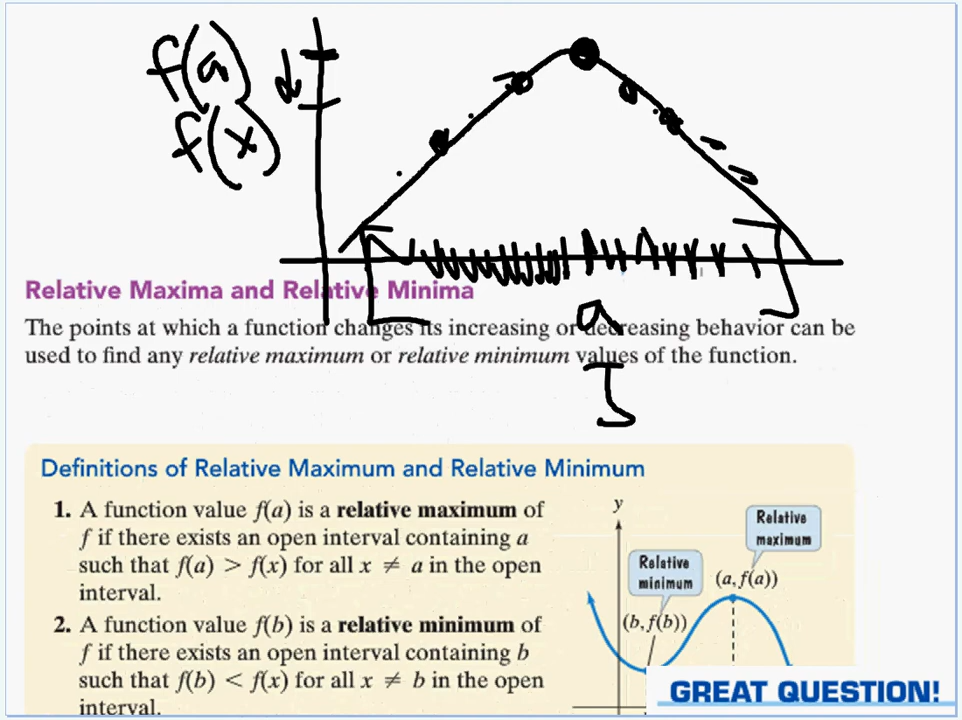 f(a)
f(x)
Relative Maxima and Relative Minima
The points at which a function changes its increasing or decreasing behavior can be
used to find any relative maximum or relative minimum values of the function.
a
I
Definitions of Relative Maximum and Relative Minimum
1. A function value f(a) is a relative maximum of
f if there exists an open interval containing a
such that f(a) > f(x) for all x ≠ a in the open
interval.
2. A function value f(b) is a relative minimum of
f if there exists an open interval containing b
such that f(b) < f(x) for all x ≠ b in the open
interval.
y
Relative
maximum
Relative
minimum
(a, f(a))
(b, f(b))
GREAT QUESTION!